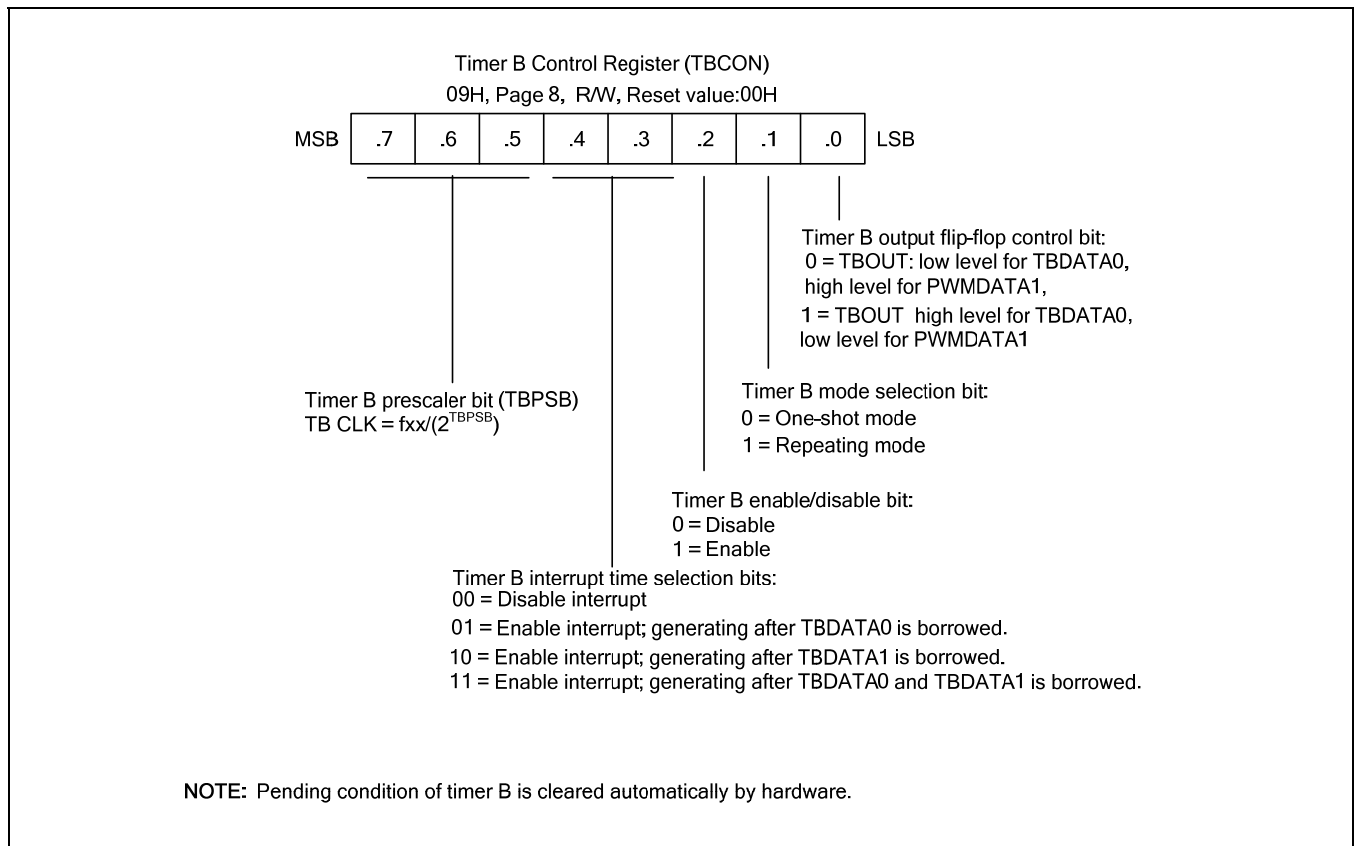 Timer B Control Register (TBCON)
09H, Page 8, R/W, Reset value:00H
MSB .7 .6 .5 .4 .3 .2 .1 .0 LSB
Timer B output flip-flop control bit:
0 = TBOUT: low level for TBDATA0,
high level for PWMDATA1,
1 = TBOUT high level for TBDATA0,
low level for PWMDATA1
Timer B mode selection bit:
0 = One-shot mode
1 = Repeating mode
Timer B prescaler bit (TBPSB)
TB CLK = fxx/(2^TBPSB)
Timer B enable/disable bit:
0 = Disable
1 = Enable
Timer B interrupt time selection bits:
00 = Disable interrupt
01 = Enable interrupt; generating after TBDATA0 is borrowed.
10 = Enable interrupt; generating after TBDATA1 is borrowed.
11 = Enable interrupt; generating after TBDATA0 and TBDATA1 is borrowed.
NOTE: Pending condition of timer B is cleared automatically by hardware.